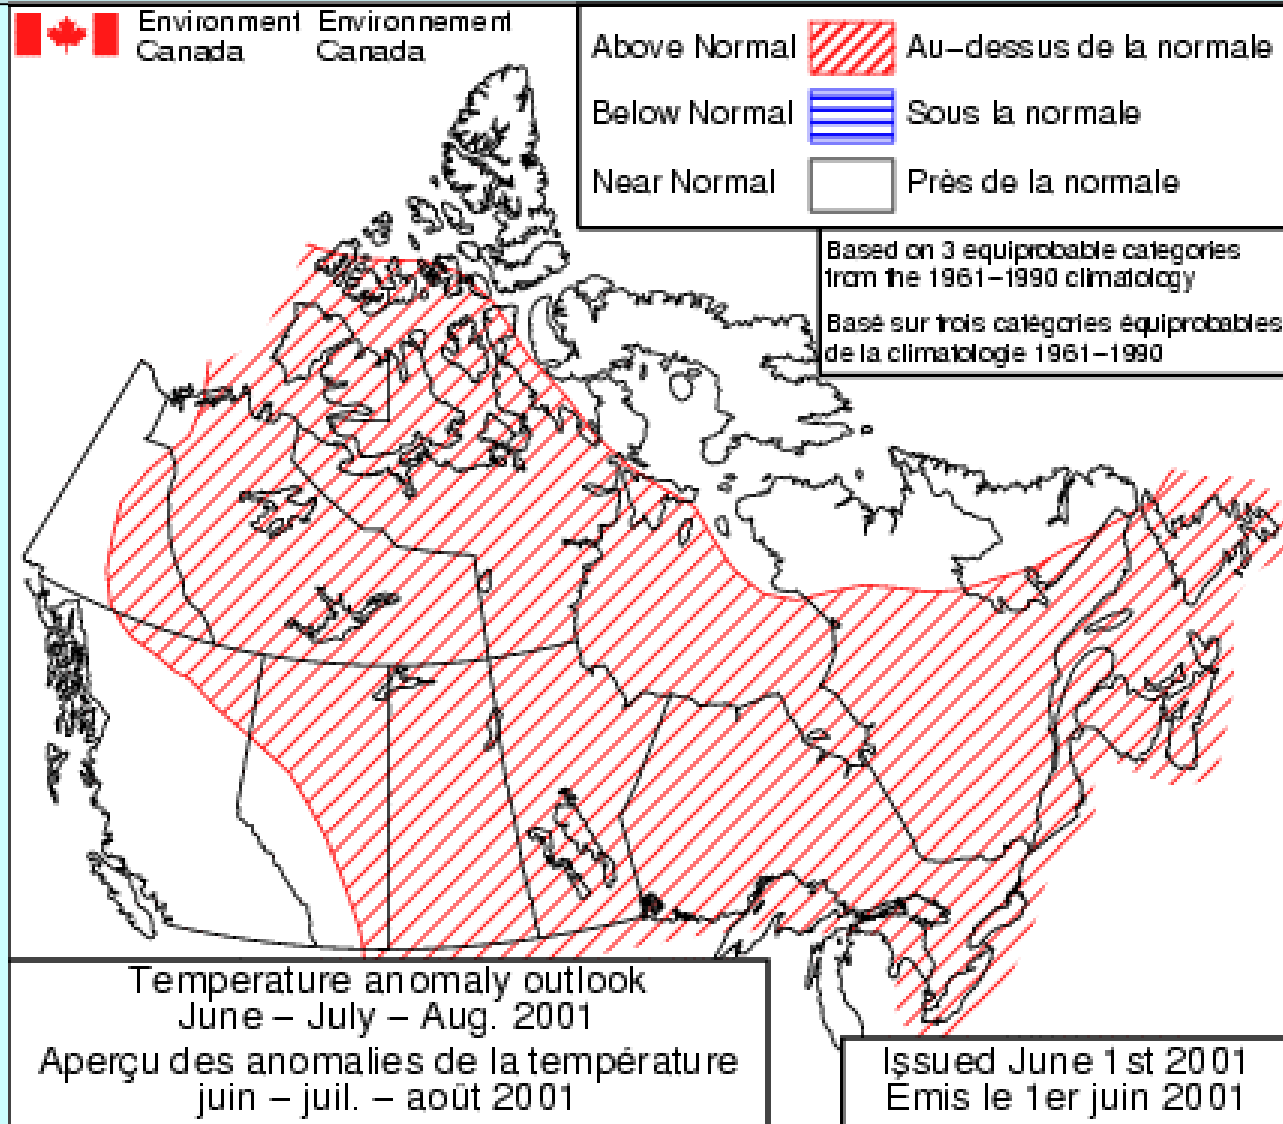 Environment Environnement
Canada Canada
Above Normal Au-dessus de la normale
Below Normal Sous la normale
Near Normal Près de la normale
Based on 3 equiprobable categories
from the 1961-1990 climatology
Basé sur trois catégories équiprobables
de la climatologie 1961-1990
Temperature anomaly outlook
June - July - Aug. 2001
Aperçu des anomalies de la température
juin - juil. - août 2001
Issued June 1st 2001
Émis le 1er juin 2001